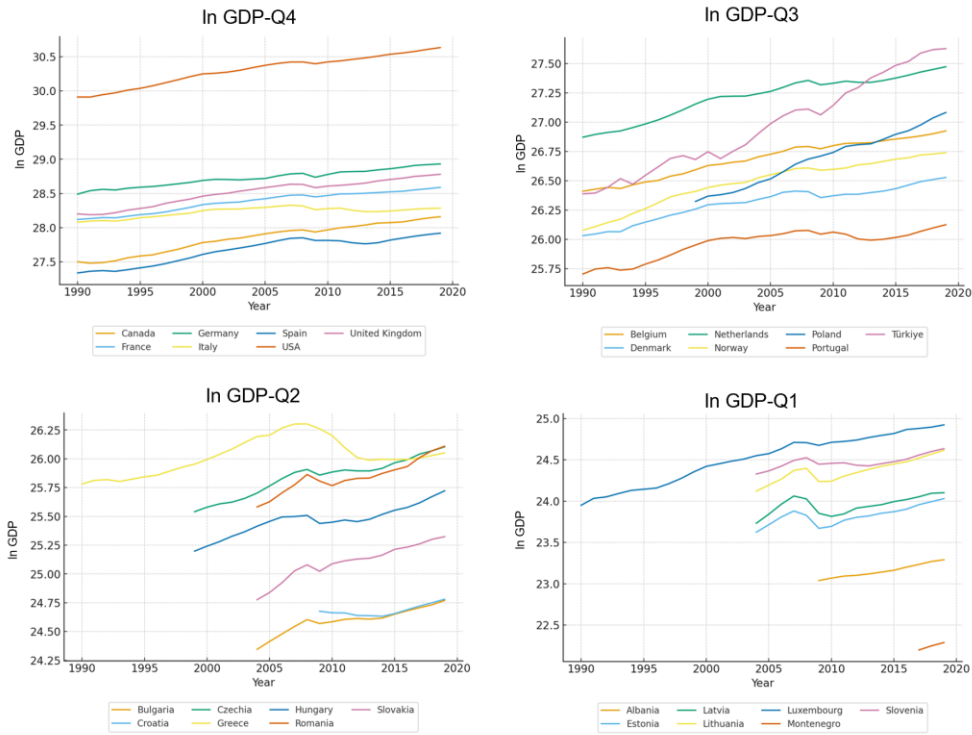 ln GDP-Q4
30.5
30.0
29.5
29.0
28.5
28.0
27.5
ln GDP
1990 1995 2000 2005 2010 2015 2020
Year
Canada Germany Spain United Kingdom
France Italy USA
ln GDP-Q3
27.50
27.25
27.00
26.75
26.50
26.25
26.00
25.75
ln GDP
1990 1995 2000 2005 2010 2015 2020
Year
Belgium Netherlands Poland Türkiye
Denmark Norway Portugal
ln GDP-Q2
26.25
26.00
25.75
25.50
25.25
25.00
24.75
24.50
24.25
ln GDP
1990 1995 2000 2005 2010 2015 2020
Year
Bulgaria Czechia Hungary Slovakia
Croatia Greece Romania
ln GDP-Q1
25.0
24.5
24.0
23.5
23.0
22.5
ln GDP
1990 1995 2000 2005 2010 2015 2020
Year
Albania Latvia Luxembourg Slovenia
Estonia Lithuania Montenegro